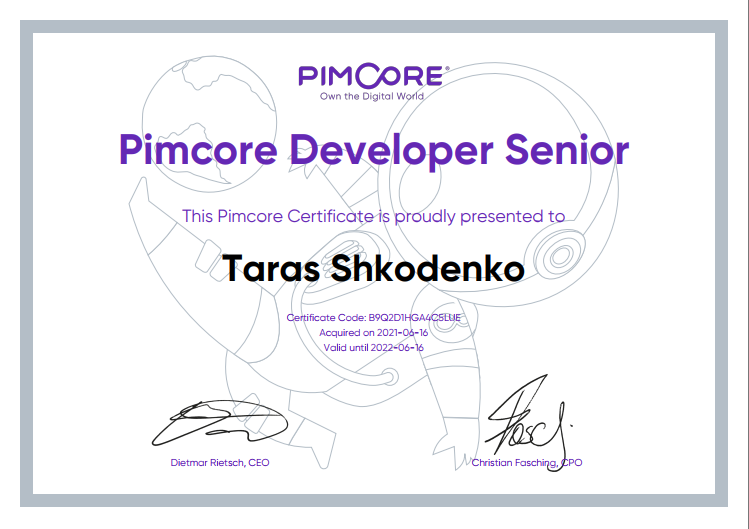 PIMCORE®
Own the Digital World
Pimcore Developer Senior
This Pimcore Certificate is proudly presented to
Taras Shkodenko
Certificate Code: B9Q2D1HGA4C5LUE
Acquired on 2021-06-16
Valid until 2022-06-16
Dietmar Rietsch, CEO
Christian Fasching, CPO